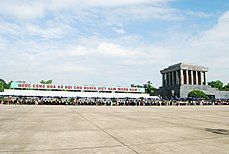 NƯỚC CỘNG HÒA XÃ HỘI CHỦ NGHĨA VIỆT NAM MUÔN NĂM